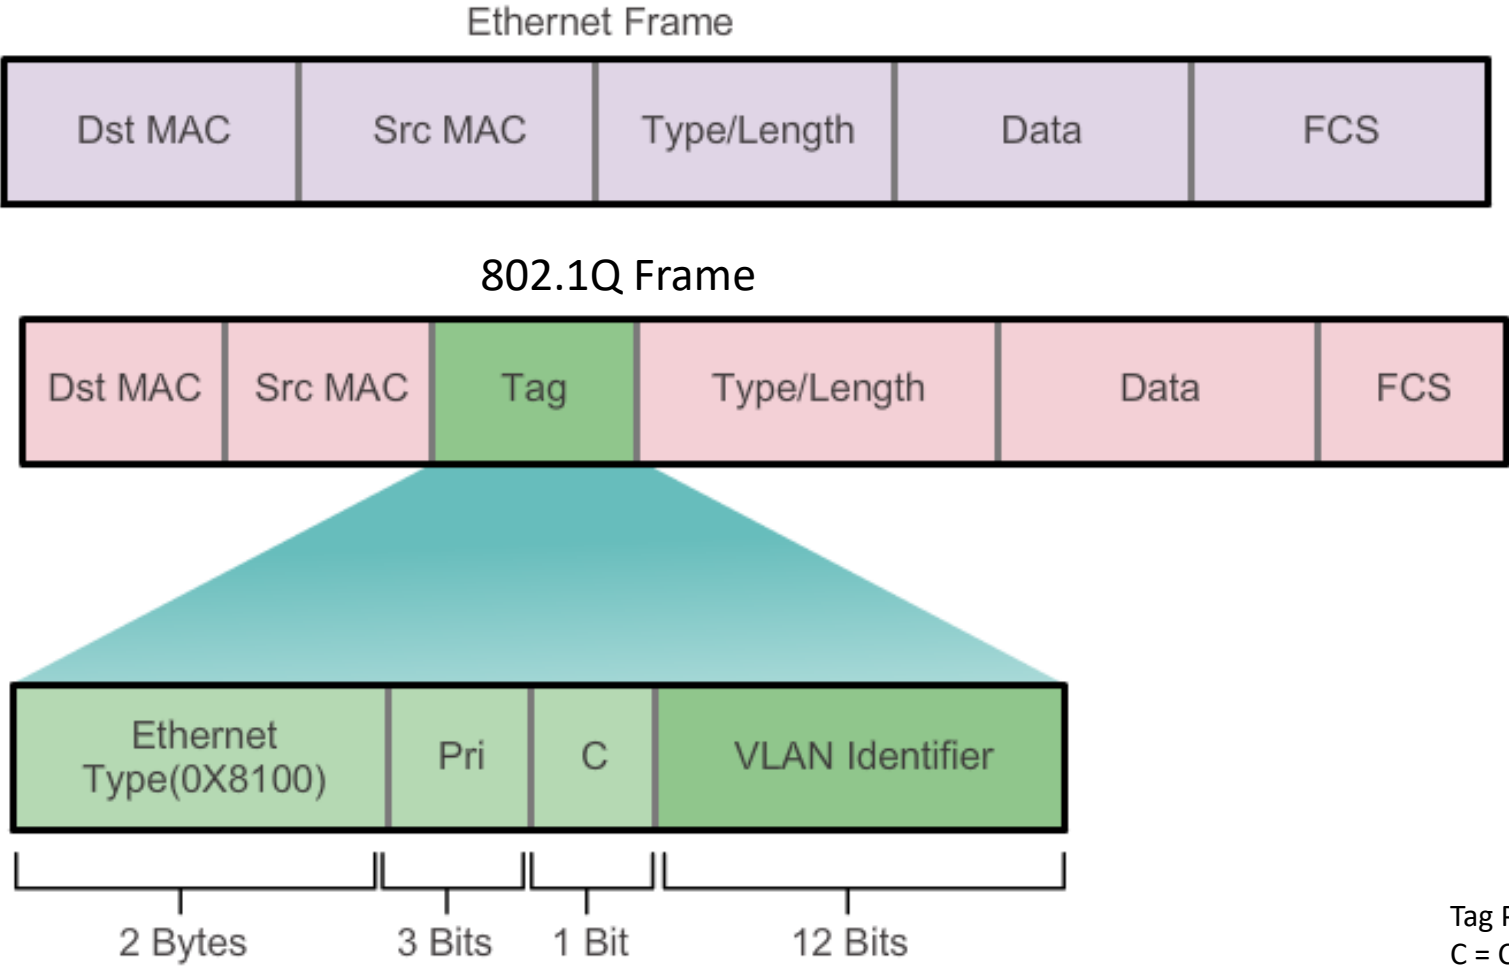 Ethernet Frame
Dst MAC Src MAC Type/Length Data FCS
802.1Q Frame
Dst MAC Src MAC Tag Type/Length Data FCS
Ethernet
Type(0X8100) Pri C VLAN Identifier
2 Bytes 3 Bits 1 Bit 12 Bits
Tag
C =